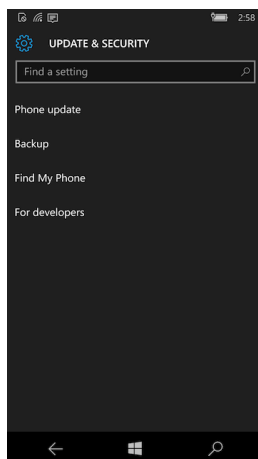 2:58
UPDATE & SECURITY
Find a setting
Phone update
Backup
Find My Phone
For developers